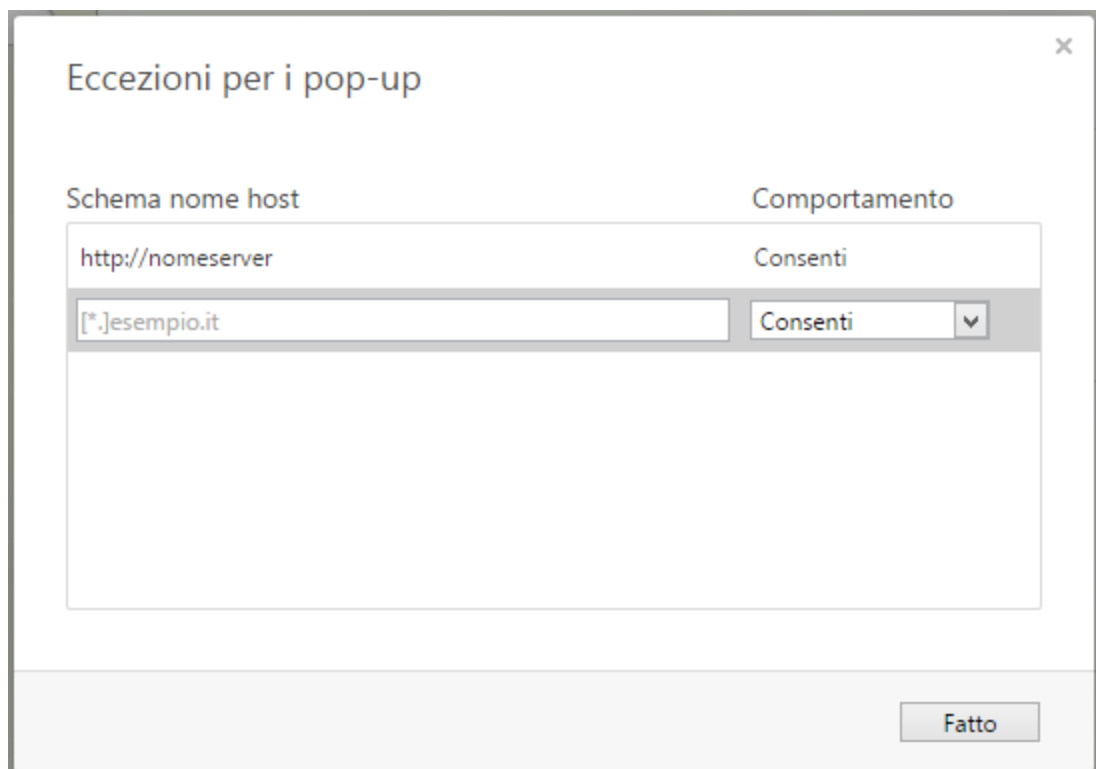 Eccezioni per i pop-up
Schema nome host Comportamento
http://nomeserver Consenti
[*.]esempio.it Consenti
Fatto